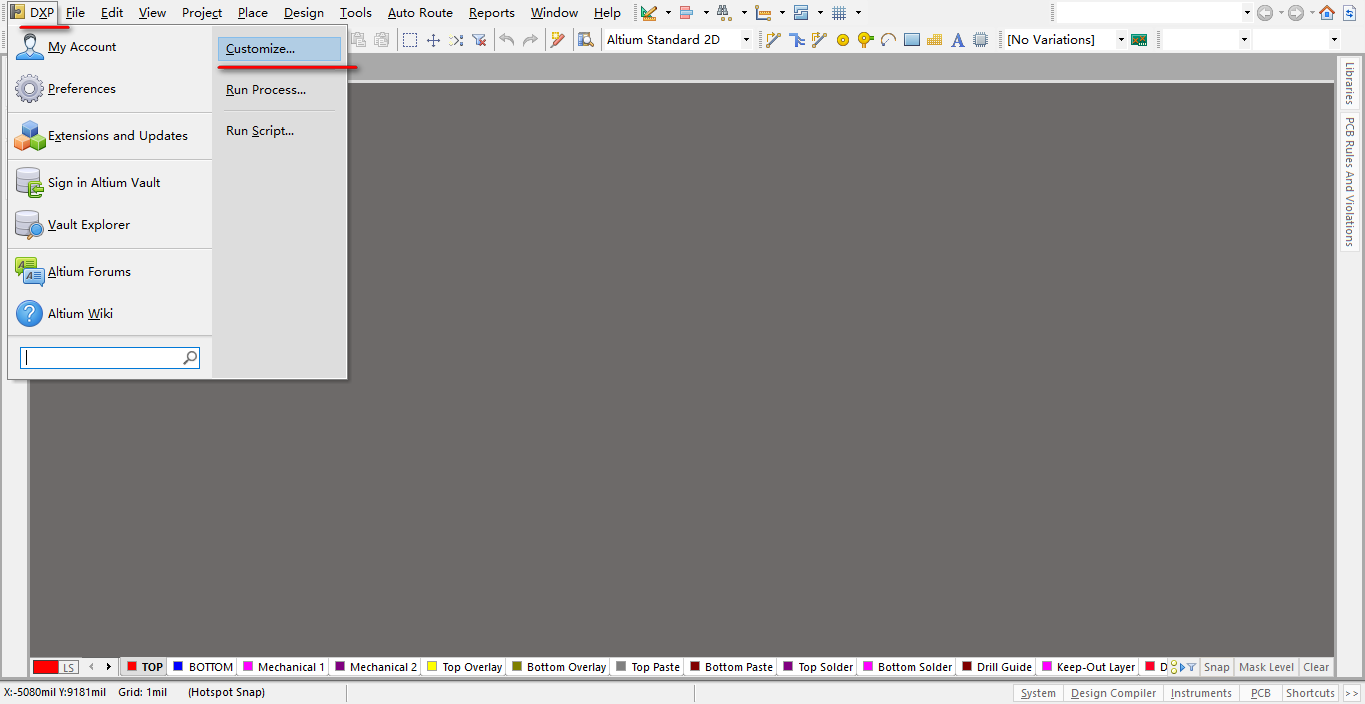 DXP File Edit View Project Place Design Tools Auto Route Reports Window Help
Altium Standard 2D [No Variations]
My Account
Preferences
Extensions and Updates
Sign in Altium Vault
Vault Explorer
Altium Forums
Altium Wiki
Customize...
Run Process...
Run Script...
Libraries
PCB Rules And Violations
LS TOP BOTTOM Mechanical 1 Mechanical 2 Top Overlay Bottom Overlay Top Paste Bottom Paste Top Solder Bottom Solder Drill Guide Keep-Out Layer D Snap Mask Level Clear
X:-5080mil Y:9181mil Grid: 1mil (Hotspot Snap) System Design Compiler Instruments PCB Shortcuts >>